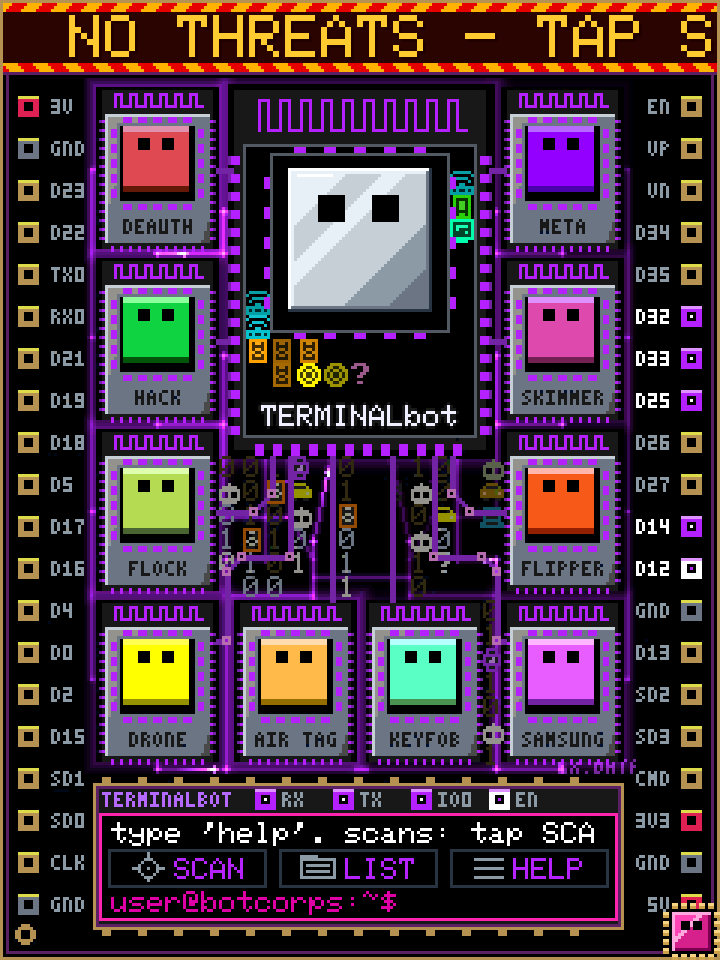 NO THREATS - TAP S
3V
GND
D23
D22
TX0
RX0
D21
D19
D18
D5
D17
D16
D4
D0
D2
D15
SD1
SD0
CLK
GND
DEAUTH
HACK
FLOCK
DRONE
AIR TAG
KEYFOB
TERMINALbot
META
SKIMMER
FLIPPER
SAMSUNG
EN
VP
VN
D34
D35
D32
D33
D25
D26
D27
D14
D12
GND
D13
SD2
SD3
CMD
3V3
GND
5V
TERMINALBOT RX TX IO0 EN
type 'help'. scans: tap SCA
SCAN LIST HELP
user@botcorps:~$